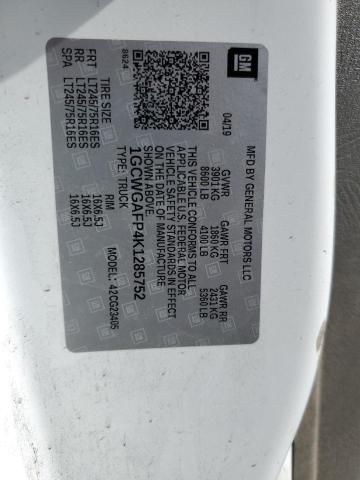 GM
MFD BY GENERAL MOTORS LLC
04/19
GVWR GAWR FRT GAWR RR
3901 KG 1860 KG 2431 KG
8600 LB 4100 LB 5360 LB
THIS VEHICLE CONFORMS TO ALL
APPLICABLE U.S. FEDERAL MOTOR
VEHICLE SAFETY STANDARDS IN EFFECT
ON THE DATE OF MANUFACTURE
SHOWN ABOVE.
1GCWGAFP4K1285752
TYPE: TRUCK
MODEL: 42CG23405
8624
TIRE SIZE RIM
FRT LT245/75R16ES 16X6.5J
RR LT245/75R16ES 16X6.5J
SPA LT245/75R16ES